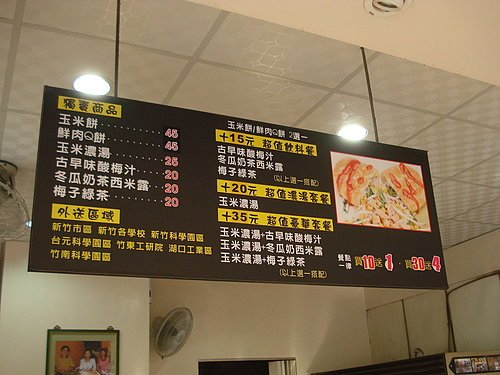 獨賣商品
玉米餅 45
鮮肉Q餅 45
玉米濃湯 25
古早味酸梅汁 20
冬瓜奶茶西米露 20
梅子綠茶 20
外送區域
新竹市區 新竹各學校 新竹科學園區
台元科學園區 竹東工研院 湖口工業區
竹南科學園區
玉米餅/鮮肉Q餅 2選一
+15元 超值飲料餐
古早味酸梅汁
冬瓜奶茶西米露
梅子綠茶
(以上選一搭配)
+20元 超值濃湯餐
玉米濃湯
+35元 超值豪華套餐
玉米濃湯+古早味酸梅汁
玉米濃湯+冬瓜奶茶西米露
玉米濃湯+梅子綠茶
(以上選一搭配)
餐點一律 買10送1 · 買30送4